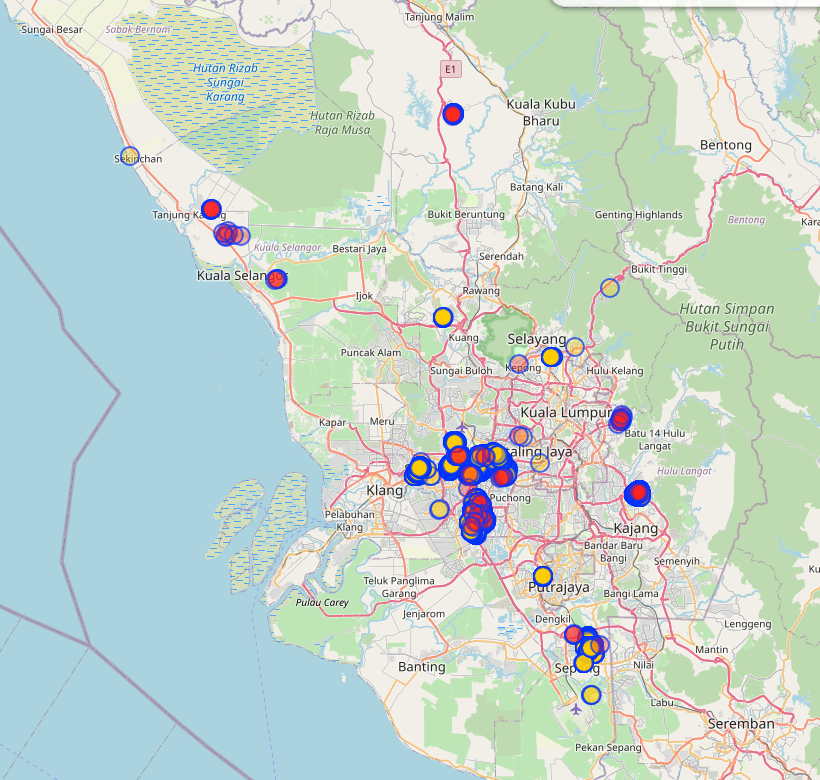 Tanjung Malim
Sungai Besar
Sabak Bernam
Hutan Rizab
Sungai
Karang
E1
Kuala Kubu
Bharu
Hutan Rizab
Raja Musa
Bentong
Sekinchan
Batang Kali
Tanjung
Bukit Beruntung
Genting Highlands
Bentong
Kuala Selangor
Bestari Jaya
Serendah
Bukit Tinggi
Kuala
Ijok
Rawang
Hutan Simpan
Bukit Sungai
Putih
Kuang
Selayang
Puncak Alam
Sungai Buloh
Kepong
Hulu Kelang
Kuala Lumpur
Kapar
Meru
Batu 14 Hulu
Langat
aling Jaya
Hulu Langat
Klang
Puchong
Pelabuhan
Klang
Kajang
Bandar Baru
Bangi
Semenyih
Teluk Panglima
Garang
Putrajaya
Bangi Lama
Pulau Carey
Jenjarom
Dengkil
Lenggeng
Mantin
Banting
Nilai
Labu
Seremban
Pekan Sepang